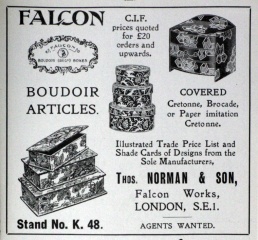 FALCON
C.I.F.
prices quoted
for £20
orders and
upwards.
BOUDOIR
ARTICLES.
COVERED
Cretonne, Brocade,
or Paper imitation
Cretonne.
Illustrated Trade Price List and
Shade Cards of Designs from the
Sole Manufacturers,
THOS. NORMAN & SON,
Falcon Works,
LONDON, S.E.1.
Stand No. K. 48.
AGENTS WANTED.